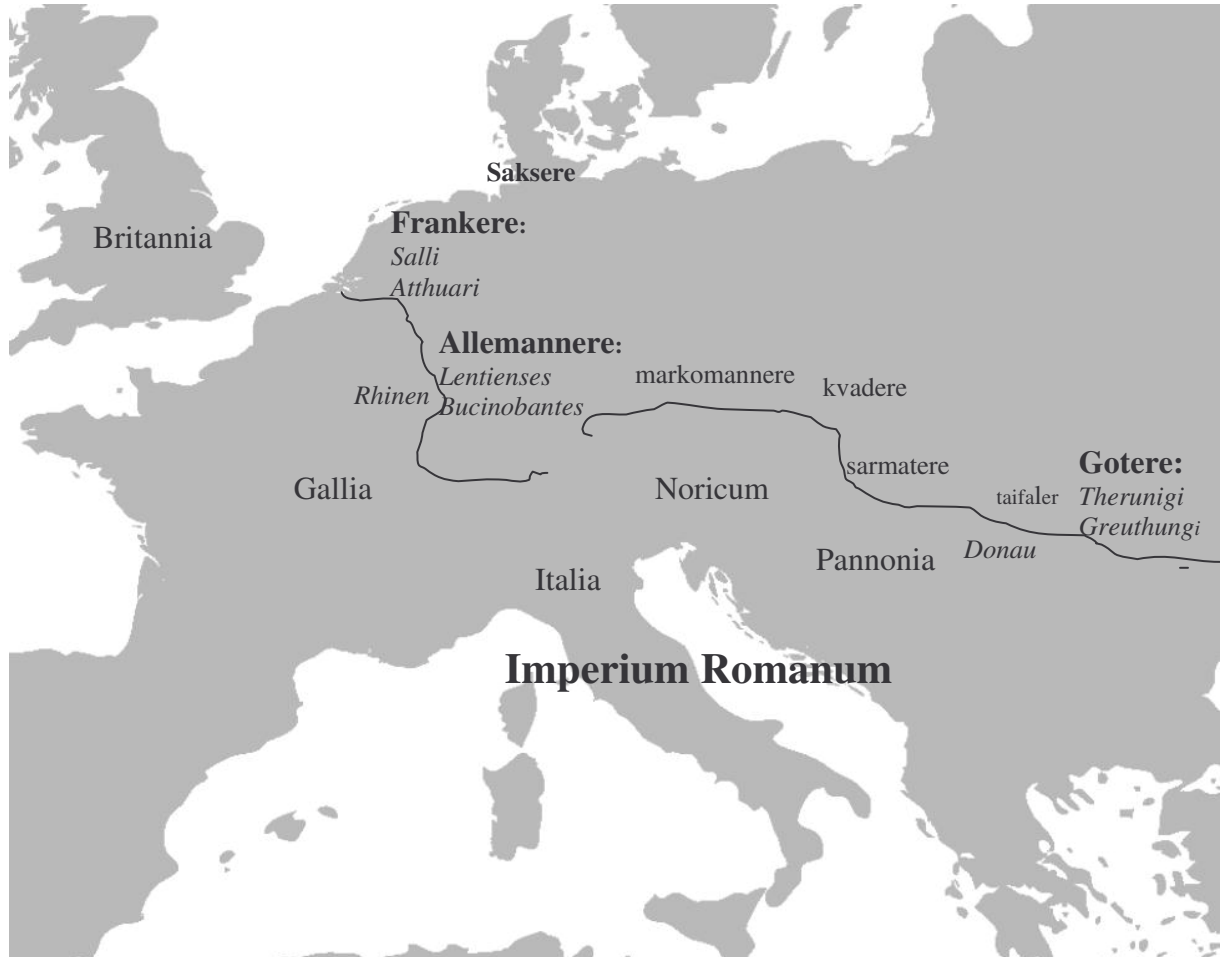 Saksere
Frankere:
Salli
Atthuari
Britannia
Allemannere:
Lentienses
Bucinobantes
Rhinen
markomannere
kvadere
sarmatere
Gotere:
Therunigi
Greuthungi
taifaler
Gallia
Noricum
Donau
Pannonia
Italia
Imperium Romanum